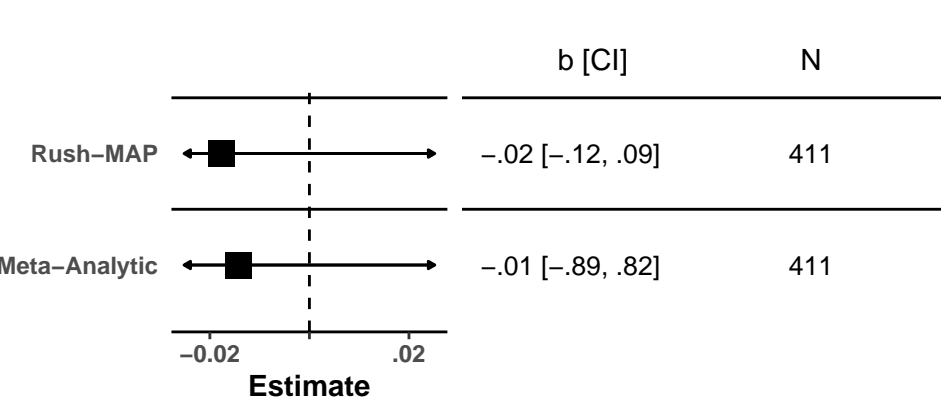 b [CI] N
Rush−MAP −.02 [−.12, .09] 411
Meta−Analytic −.01 [−.89, .82] 411
−0.02 .02
Estimate